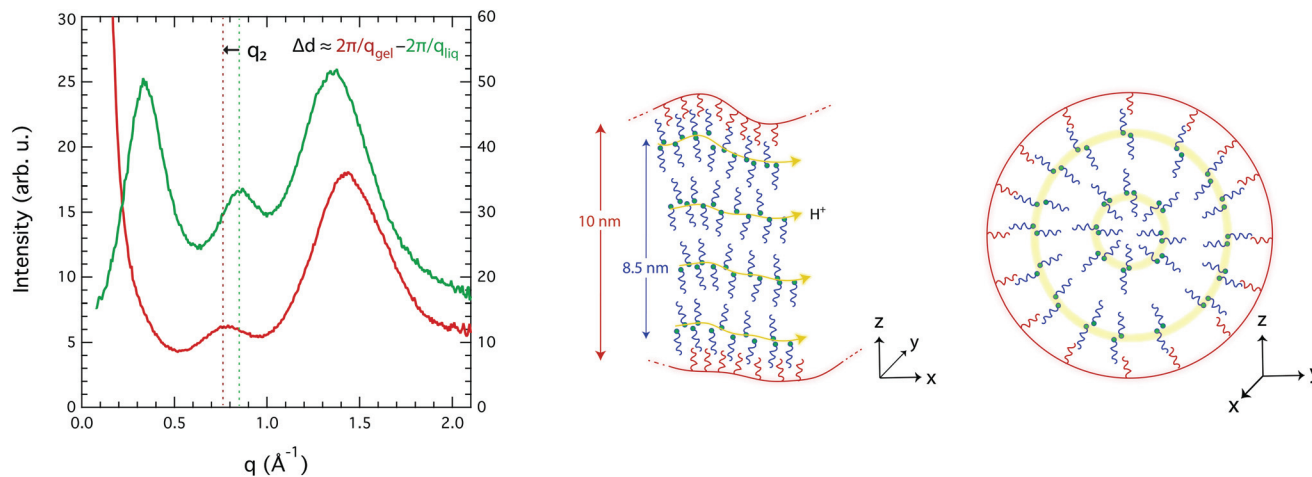 30
25
20
15
10
5
0
60
50
40
30
20
10
0
0.0 0.5 1.0 1.5 2.0
Intensity (arb. u.)
q (Å⁻¹)
q₂
Δd ≈ 2π/q_gel–2π/q_liq
10 nm
8.5 nm
H⁺
z
y
x
z
y
x